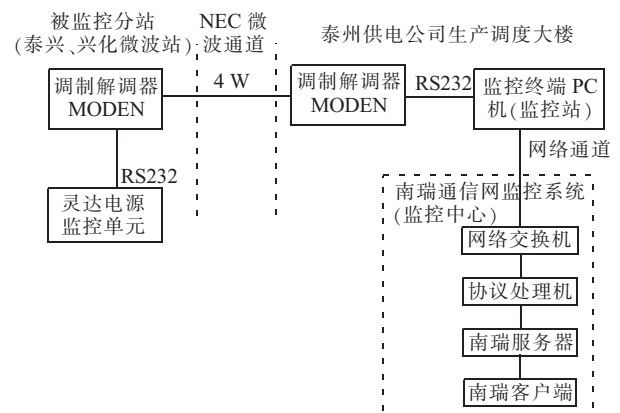 被监控分站
(泰兴、兴化微波站)
NEC 微
波通道
泰州供电公司生产调度大楼
调制解调器
MODEN
4 W
调制解调器
MODEN
RS232
监控终端 PC
机(监控站)
RS232
网络通道
灵达电源
监控单元
南瑞通信网监控系统
(监控中心)
网络交换机
协议处理机
南瑞服务器
南瑞客户端